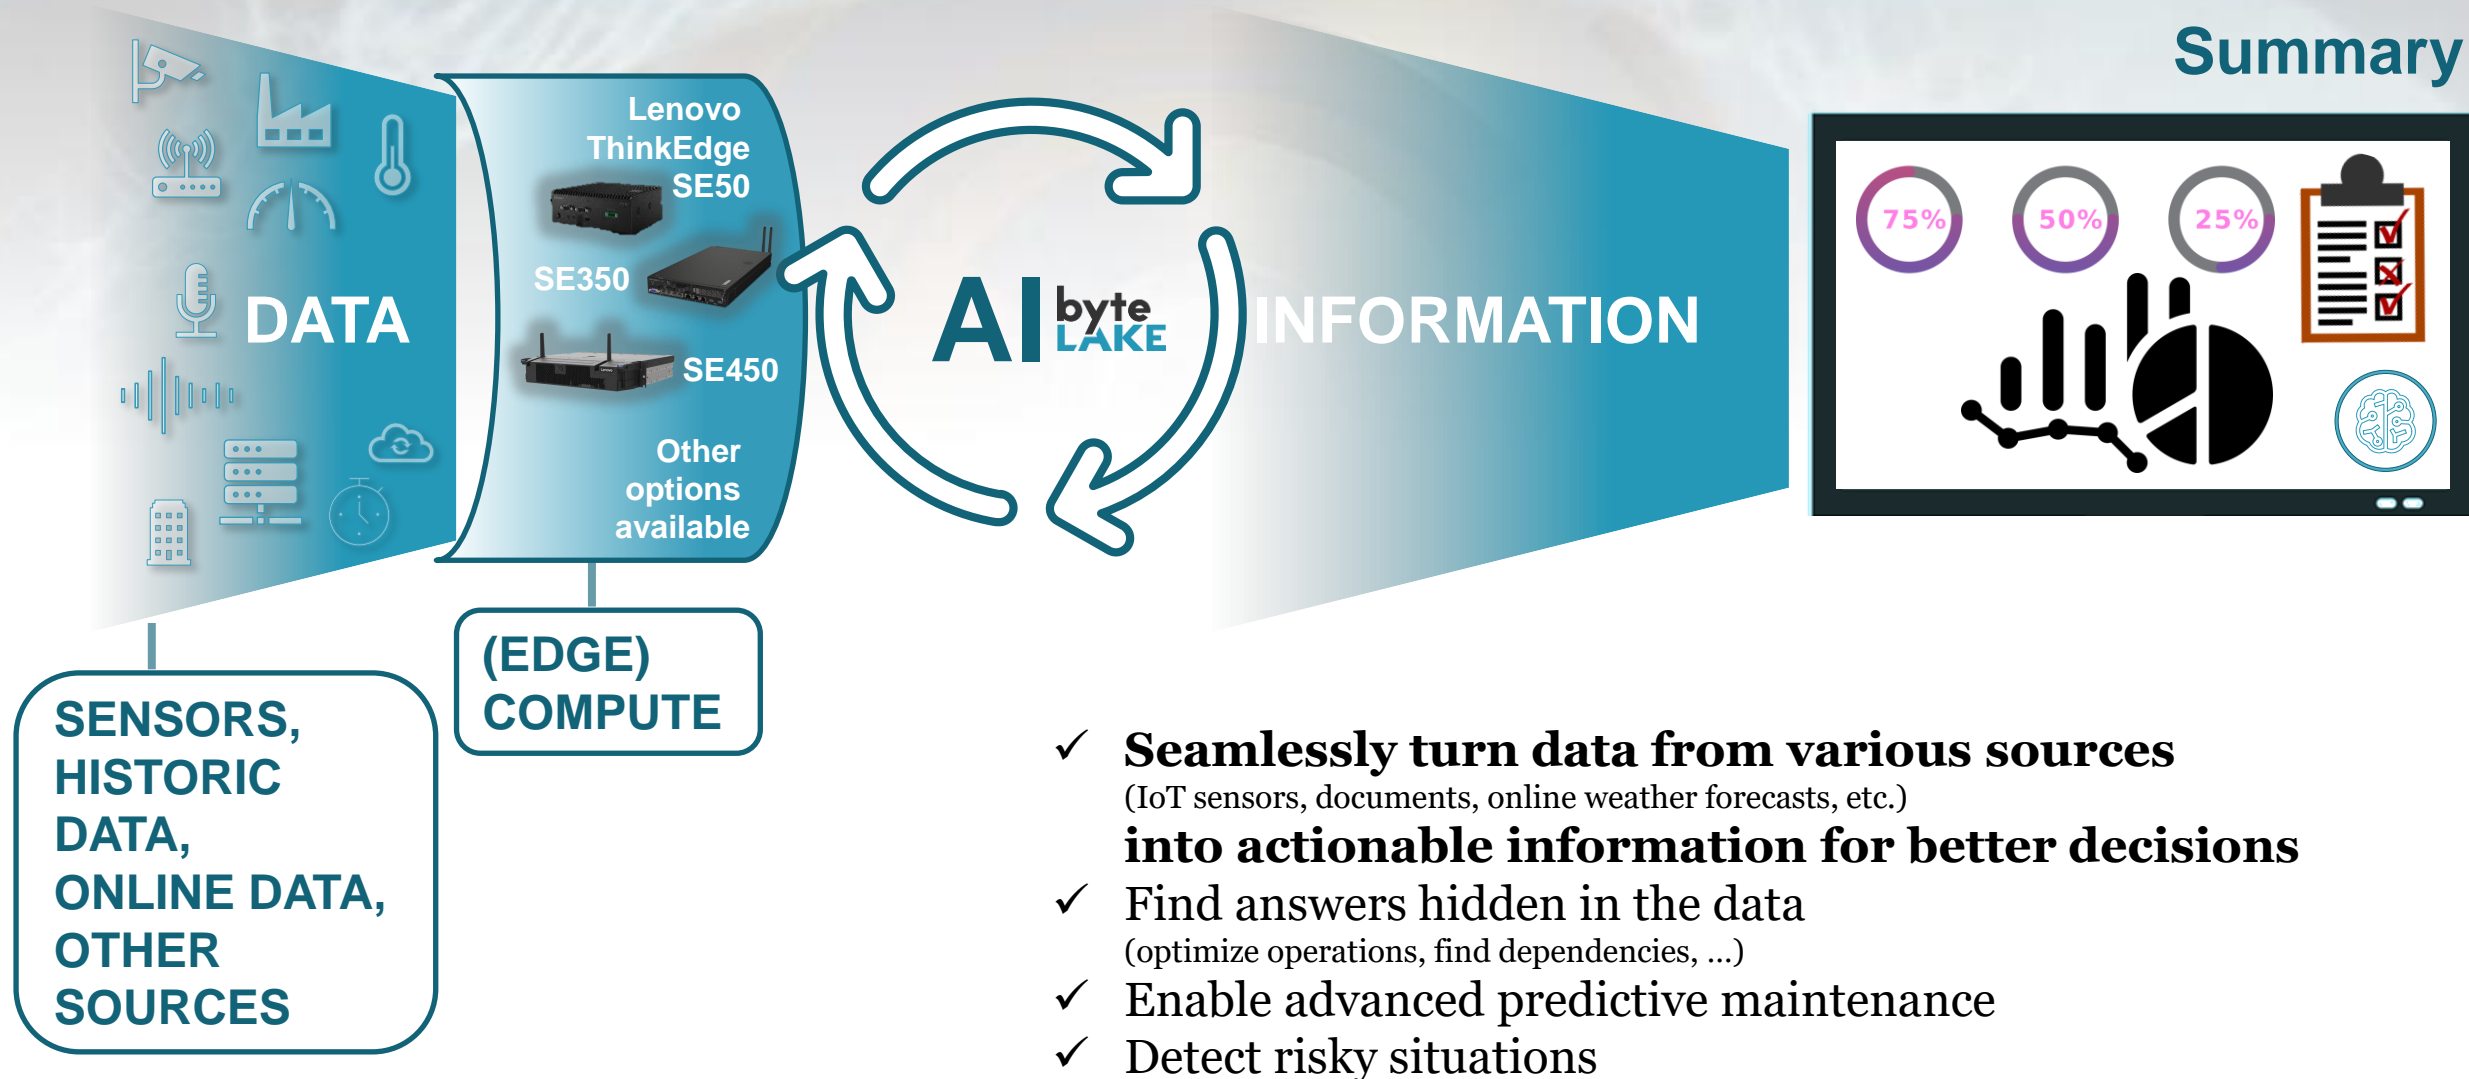 Summary
Lenovo
ThinkEdge
SE50
SE350
SE450
Other
options
available
DATA
AI byte
LAKE
INFORMATION
75%
50%
25%
(EDGE)
COMPUTE
SENSORS,
HISTORIC
DATA,
ONLINE DATA,
OTHER
SOURCES
✓ Seamlessly turn data from various sources
(IoT sensors, documents, online weather forecasts, etc.)
into actionable information for better decisions
✓ Find answers hidden in the data
(optimize operations, find dependencies, ...)
✓ Enable advanced predictive maintenance
✓ Detect risky situations